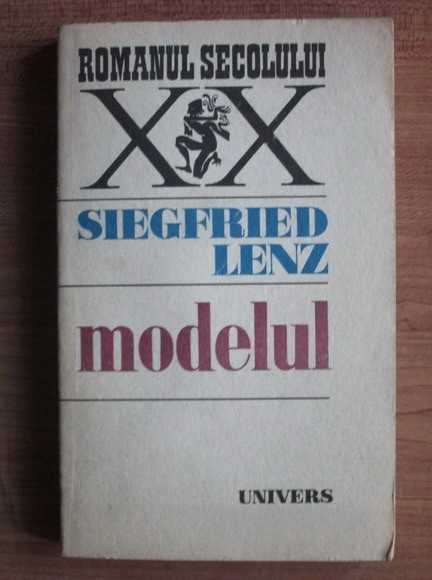 ROMANUL SECOLULUI
XX
SIEGFRIED
LENZ
modelul
UNIVERS